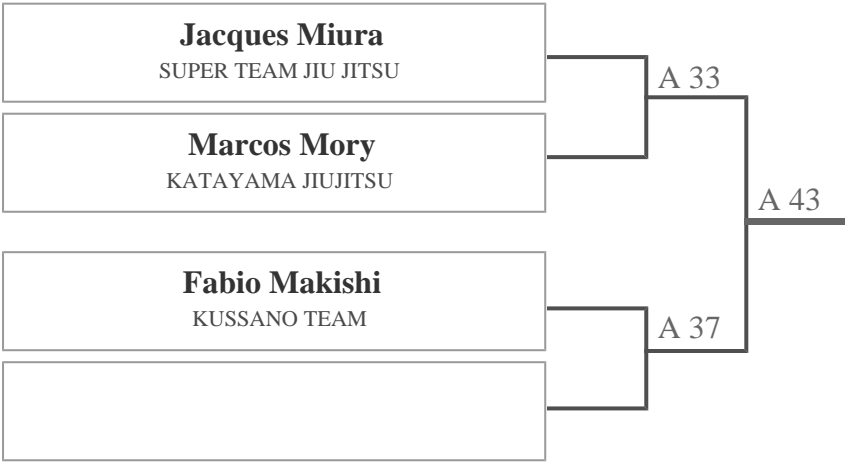 Jacques Miura
SUPER TEAM JIU JITSU
A 33
Marcos Mory
KATAYAMA JIUJITSU
A 43
Fabio Makishi
KUSSANO TEAM
A 37